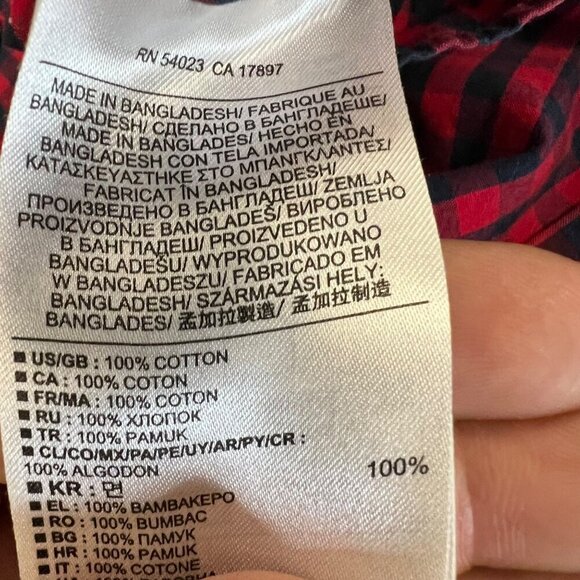 RN 54023 CA 17897
MADE IN BANGLADESH/ FABRIQUE AU
BANGLADESH/ СДЕЛАНО В БАНГЛАДЕШЕ/
MADE IN BANGLADES/ HECHO EN
BANGLADESH CON TELA IMPORTADA/
ΚΑΤΑΣΚΕΥΑΣΤΗΚΕ ΣΤΟ ΜΠΑΝΓΚΛΑΝΤΕΣ/
FABRICAT ÎN BANGLADESH/
ПРОИЗВЕДЕНО В БАНГЛАДЕШ/ ZEMLJA
PROIZVODNJE BANGLADEŠ/ ВИРОБЛЕНО
В БАНГЛАДЕШ/ PROIZVEDENO U
BANGLADEŠU/ WYPRODUKOWANO
W BANGLADESZU/ FABRICADO EM
BANGLADESH/ SZÁRMAZÁSI HELY:
BANGLADES/ 孟加拉製造/ 孟加拉制造
■ US/GB : 100% COTTON
■ CA : 100% COTON
■ FR/MA : 100% COTON
■ RU : 100% ХЛОПОК
■ TR : 100% PAMUK
■ CL/CO/MX/PA/PE/UY/AR/PY/CR :
100% ALGODON 100%
■ KR : 면
■ EL : 100% ΒΑΜΒΑΚΕΡΟ
■ RO : 100% BUMBAC
■ BG : 100% ПАМУК
■ HR : 100% PAMUK
■ IT : 100% COTONE